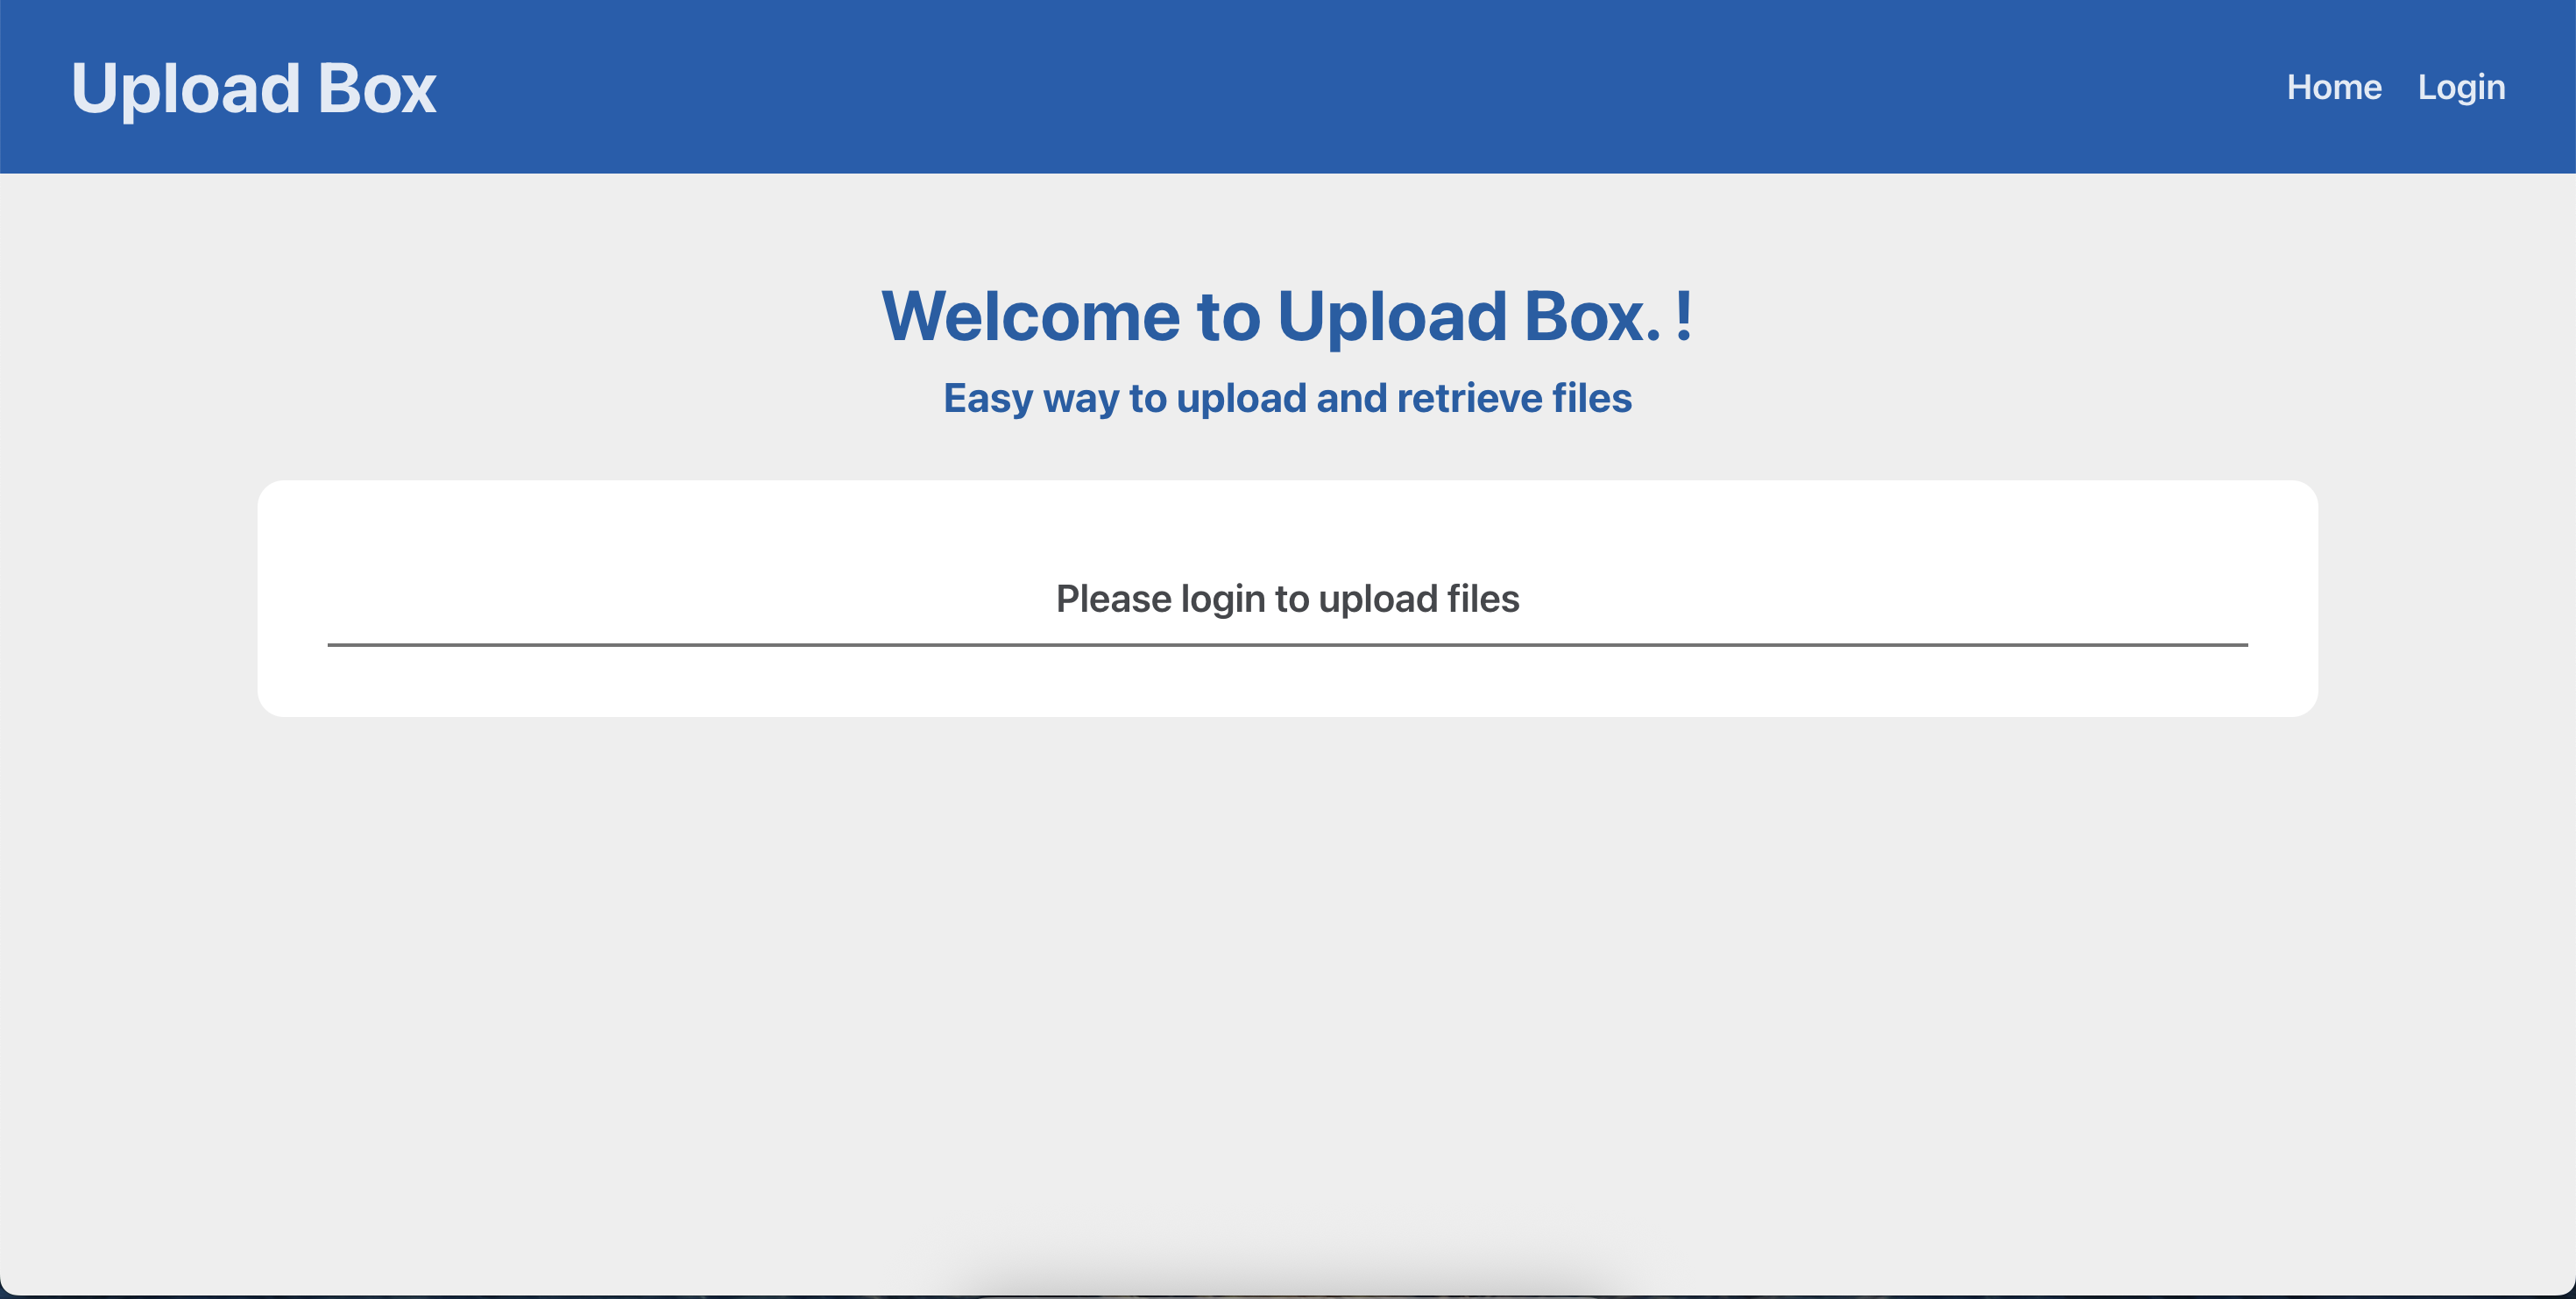 Upload Box
Home Login
Welcome to Upload Box. !
Easy way to upload and retrieve files
Please login to upload files